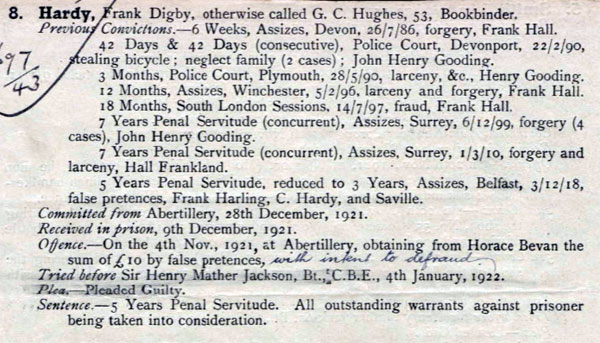 8. Hardy, Frank Digby, otherwise called G. C. Hughes, 53, Bookbinder.
Previous Convictions.—6 Weeks, Assizes, Devon, 26/7/86, forgery, Frank Hall.
42 Days & 42 Days (consecutive), Police Court, Devonport, 22/2/90,
stealing bicycle; neglect family (2 cases); John Henry Gooding.
97/43
3 Months, Police Court, Plymouth, 28/5/90, larceny, &c., Henry Gooding.
12 Months, Assizes, Winchester, 5/2/96, larceny and forgery, Frank Hall.
18 Months, South London Sessions, 14/7/97, fraud, Frank Hall.
7 Years Penal Servitude (concurrent), Assizes, Surrey, 6/12/99, forgery (4
cases), John Henry Gooding.
7 Years Penal Servitude (concurrent), Assizes, Surrey, 1/3/10, forgery and
larceny, Hall Frankland.
5 Years Penal Servitude, reduced to 3 Years, Assizes, Belfast, 3/12/18,
false pretences, Frank Harling, C. Hardy, and Saville.
Committed from Abertillery, 28th December, 1921.
Received in prison, 9th December, 1921.
Offence.—On the 4th Nov., 1921, at Abertillery, obtaining from Horace Bevan the
sum of £10 by false pretences, with intent to defraud.
Tried before Sir Henry Mather Jackson, Bt., C.B.E., 4th January, 1922.
Plea.—Pleaded Guilty.
Sentence.—5 Years Penal Servitude. All outstanding warrants against prisoner
being taken into consideration.